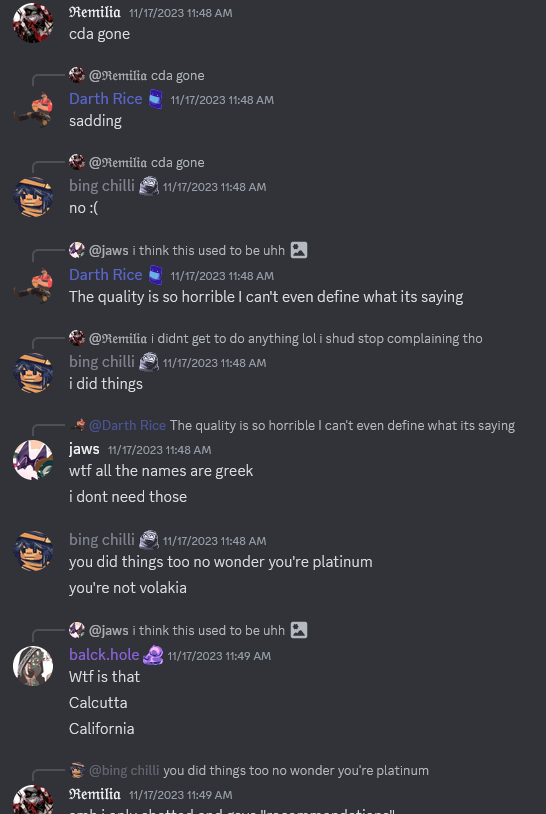 ℜ𝔢𝔪𝔦𝔩𝔦𝔞 11/17/2023 11:48 AM
cda gone
@ℜ𝔢𝔪𝔦𝔩𝔦𝔞 cda gone
Darth Rice 11/17/2023 11:48 AM
sadding
@ℜ𝔢𝔪𝔦𝔩𝔦𝔞 cda gone
bing chilli 11/17/2023 11:48 AM
no :(
@jaws i think this used to be uhh
Darth Rice 11/17/2023 11:48 AM
The quality is so horrible I can't even define what its saying
@ℜ𝔢𝔪𝔦𝔩𝔦𝔞 i didnt get to do anything lol i shud stop complaining tho
bing chilli 11/17/2023 11:48 AM
i did things
@Darth Rice The quality is so horrible I can't even define what its saying
jaws 11/17/2023 11:48 AM
wtf all the names are greek
i dont need those
bing chilli 11/17/2023 11:48 AM
you did things too no wonder you're platinum
you're not volakia
@jaws i think this used to be uhh
balck.hole 11/17/2023 11:49 AM
Wtf is that
Calcutta
California
@bing chilli you did things too no wonder you're platinum
ℜ𝔢𝔪𝔦𝔩𝔦𝔞 11/17/2023 11:49 AM